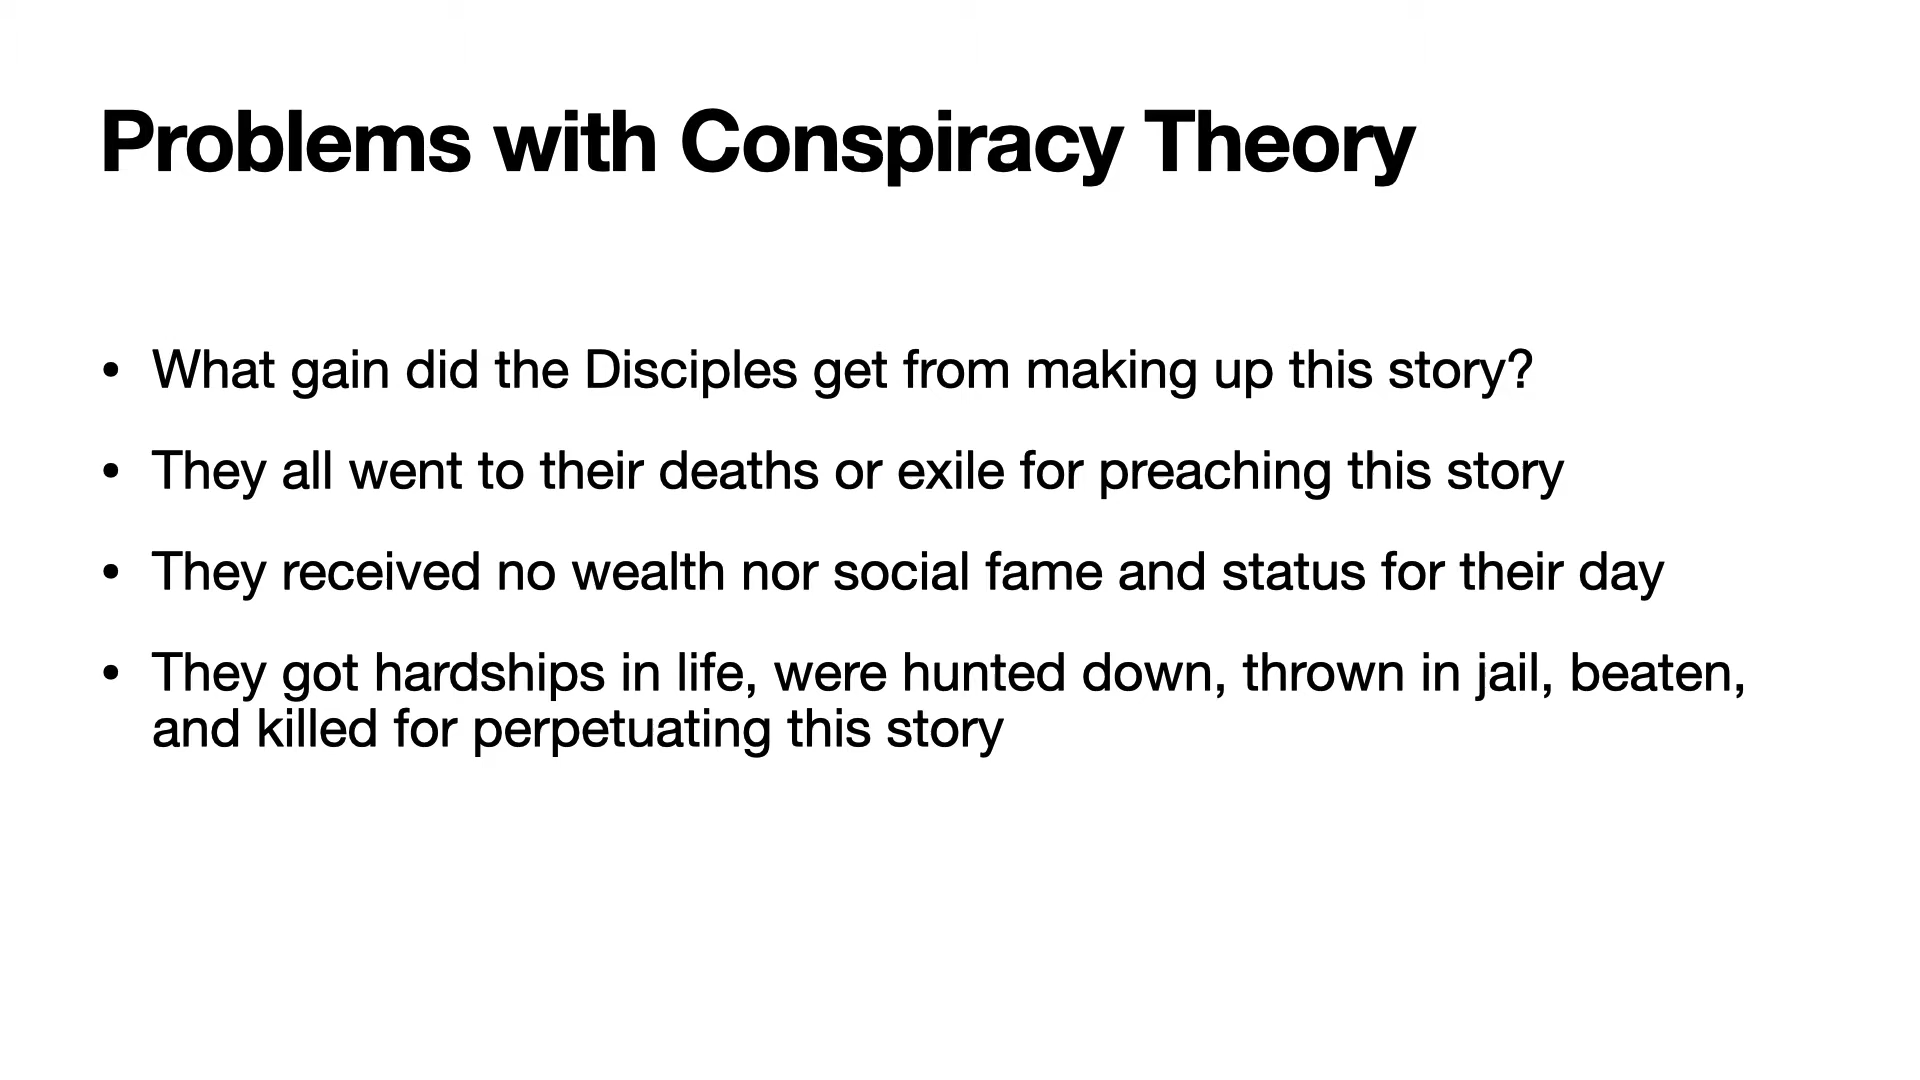 Problems with Conspiracy Theory
• What gain did the Disciples get from making up this story?
• They all went to their deaths or exile for preaching this story
• They received no wealth nor social fame and status for their day
• They got hardships in life, were hunted down, thrown in jail, beaten,
and killed for perpetuating this story